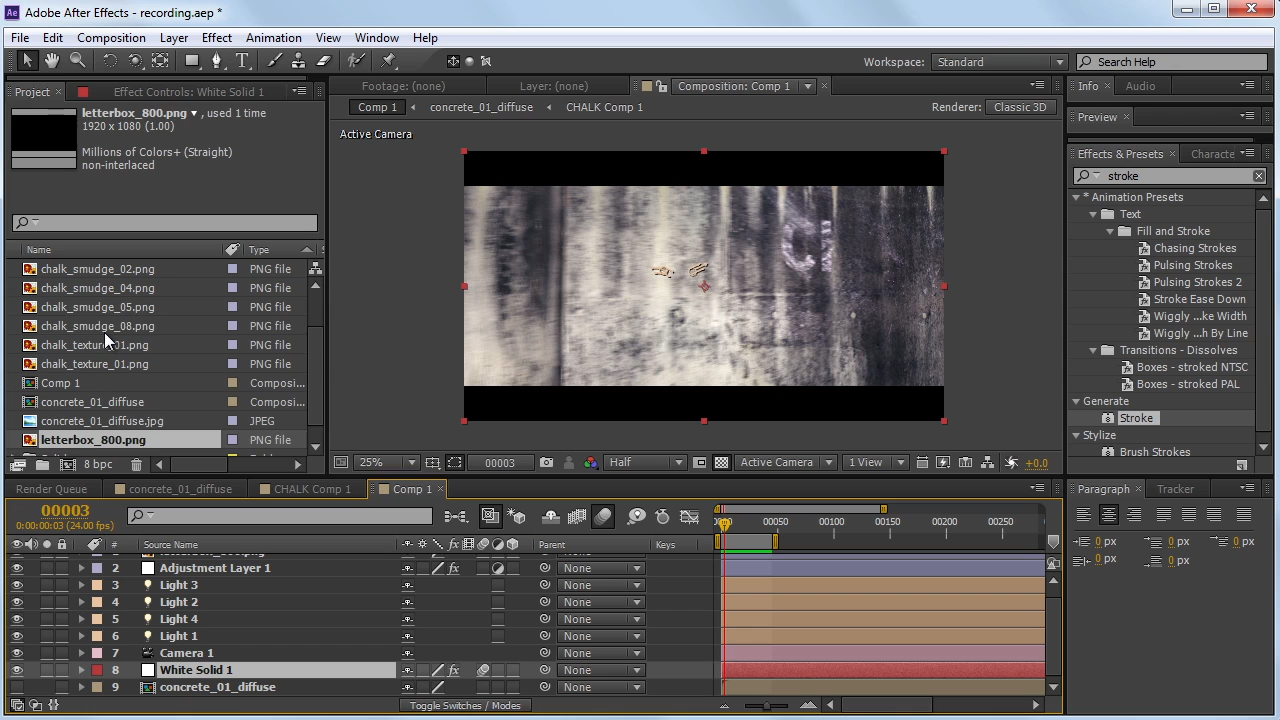 Adobe After Effects - recording.aep *
File Edit Composition Layer Effect Animation View Window Help
Workspace: Standard Search Help
Project Effect Controls: White Solid 1
letterbox_800.png , used 1 time
1920 x 1080 (1.00)
Millions of Colors+ (Straight)
non-interlaced
Name Type
chalk_smudge_02.png PNG file
chalk_smudge_04.png PNG file
chalk_smudge_05.png PNG file
chalk_smudge_08.png PNG file
chalk_texture_01.png PNG file
chalk_texture_01.png PNG file
Comp 1 Composi...
concrete_01_diffuse Composi...
concrete_01_diffuse.jpg JPEG
letterbox_800.png PNG file
8 bpc
Footage: (none) Layer: (none) Composition: Comp 1
Comp 1 concrete_01_diffuse CHALK Comp 1 Renderer: Classic 3D
Active Camera
25% 00003 Half Active Camera 1 View +0.0
Info Audio
Preview
Effects & Presets Characte
stroke
* Animation Presets
Text
Fill and Stroke
Chasing Strokes
Pulsing Strokes
Pulsing Strokes 2
Stroke Ease Down
Wiggly ...ke Width
Wiggly ...h By Line
Transitions - Dissolves
Boxes - stroked NTSC
Boxes - stroked PAL
Generate
Stroke
Stylize
Brush Strokes
Render Queue concrete_01_diffuse CHALK Comp 1 Comp 1
00003
0:00:00:03 (24.00 fps)
00050 00100 00150 00200 00250
# Source Name Parent Keys
2 Adjustment Layer 1 None
3 Light 3 None
4 Light 2 None
5 Light 4 None
6 Light 1 None
7 Camera 1 None
8 White Solid 1 None
9 concrete_01_diffuse None
Toggle Switches / Modes
Paragraph Tracker
0 px 0 px 0 px
0 px 0 px